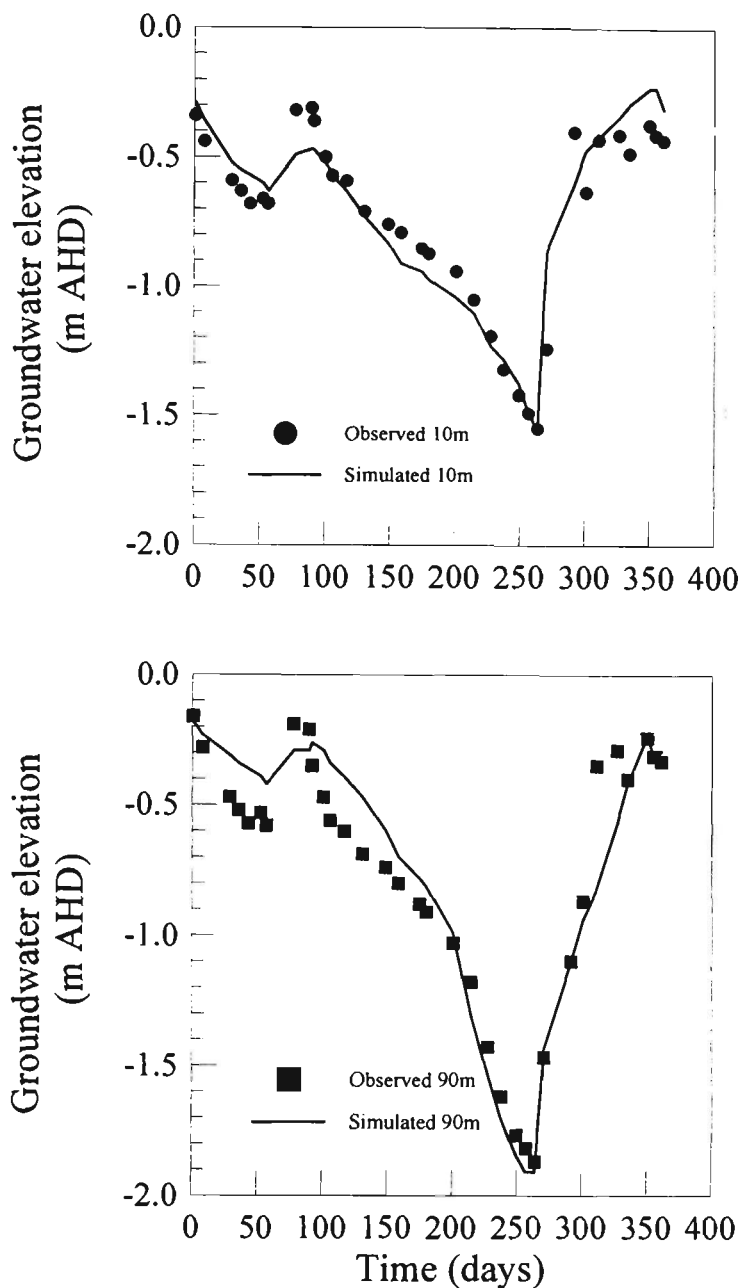 0.0
-0.5
-1.0
-1.5
-2.0
Groundwater elevation
(m AHD)
Observed 10m
Simulated 10m
0 50 100 150 200 250 300 350 400
0.0
-0.5
-1.0
-1.5
-2.0
Groundwater elevation
(m AHD)
Observed 90m
Simulated 90m
0 50 100 150 200 250 300 350 400
Time (days)